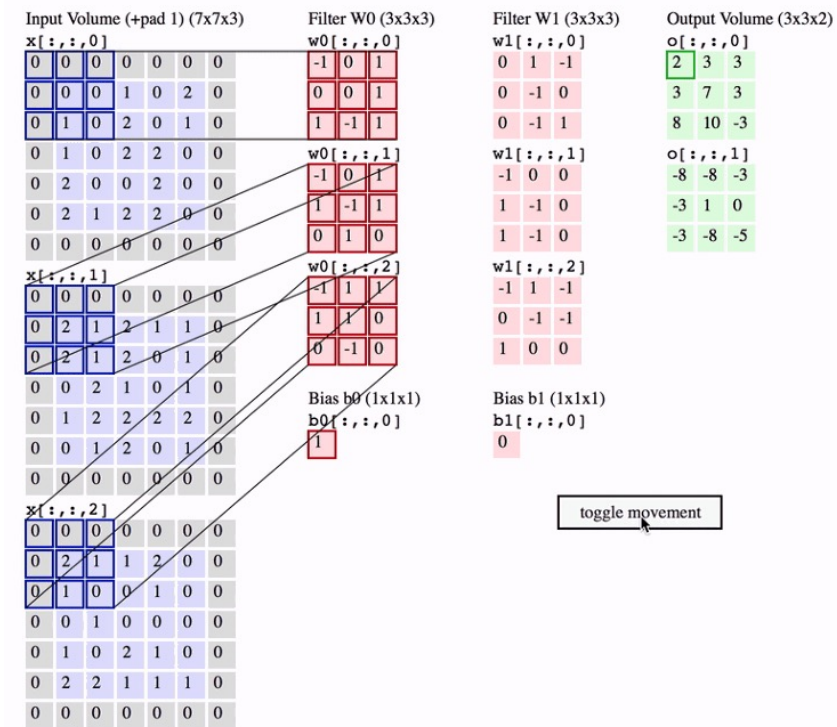 Input Volume (+pad 1) (7x7x3)
x[:,:,0]
0 0 0 0 0 0 0
0 0 0 1 0 2 0
0 1 0 2 0 1 0
0 1 0 2 2 0 0
0 2 0 0 2 0 0
0 2 1 2 2 0 0
0 0 0 0 0 0 0
x[:,:,1]
0 0 0 0 0 0 0
0 2 1 2 1 1 0
0 2 1 2 0 1 0
0 0 2 1 0 1 0
0 1 2 2 2 2 0
0 0 1 2 0 1 0
0 0 0 0 0 0 0
x[:,:,2]
0 0 0 0 0 0 0
0 2 1 1 2 0 0
0 1 0 0 1 0 0
0 0 1 0 0 0 0
0 1 0 2 1 0 0
0 2 2 1 1 1 0
0 0 0 0 0 0 0
Filter W0 (3x3x3)
w0[:,:,0]
-1 0 1
0 0 1
1 -1 1
w0[:,:,1]
-1 0 1
1 -1 1
0 1 0
w0[:,:,2]
-1 1 1
1 1 0
0 -1 0
Bias b0 (1x1x1)
b0[:,:,0]
1
Filter W1 (3x3x3)
w1[:,:,0]
0 1 -1
0 -1 0
0 -1 1
w1[:,:,1]
-1 0 0
1 -1 0
1 -1 0
w1[:,:,2]
-1 1 -1
0 -1 -1
1 0 0
Bias b1 (1x1x1)
b1[:,:,0]
0
Output Volume (3x3x2)
o[:,:,0]
2 3 3
3 7 3
8 10 -3
o[:,:,1]
-8 -8 -3
-3 1 0
-3 -8 -5
toggle movement